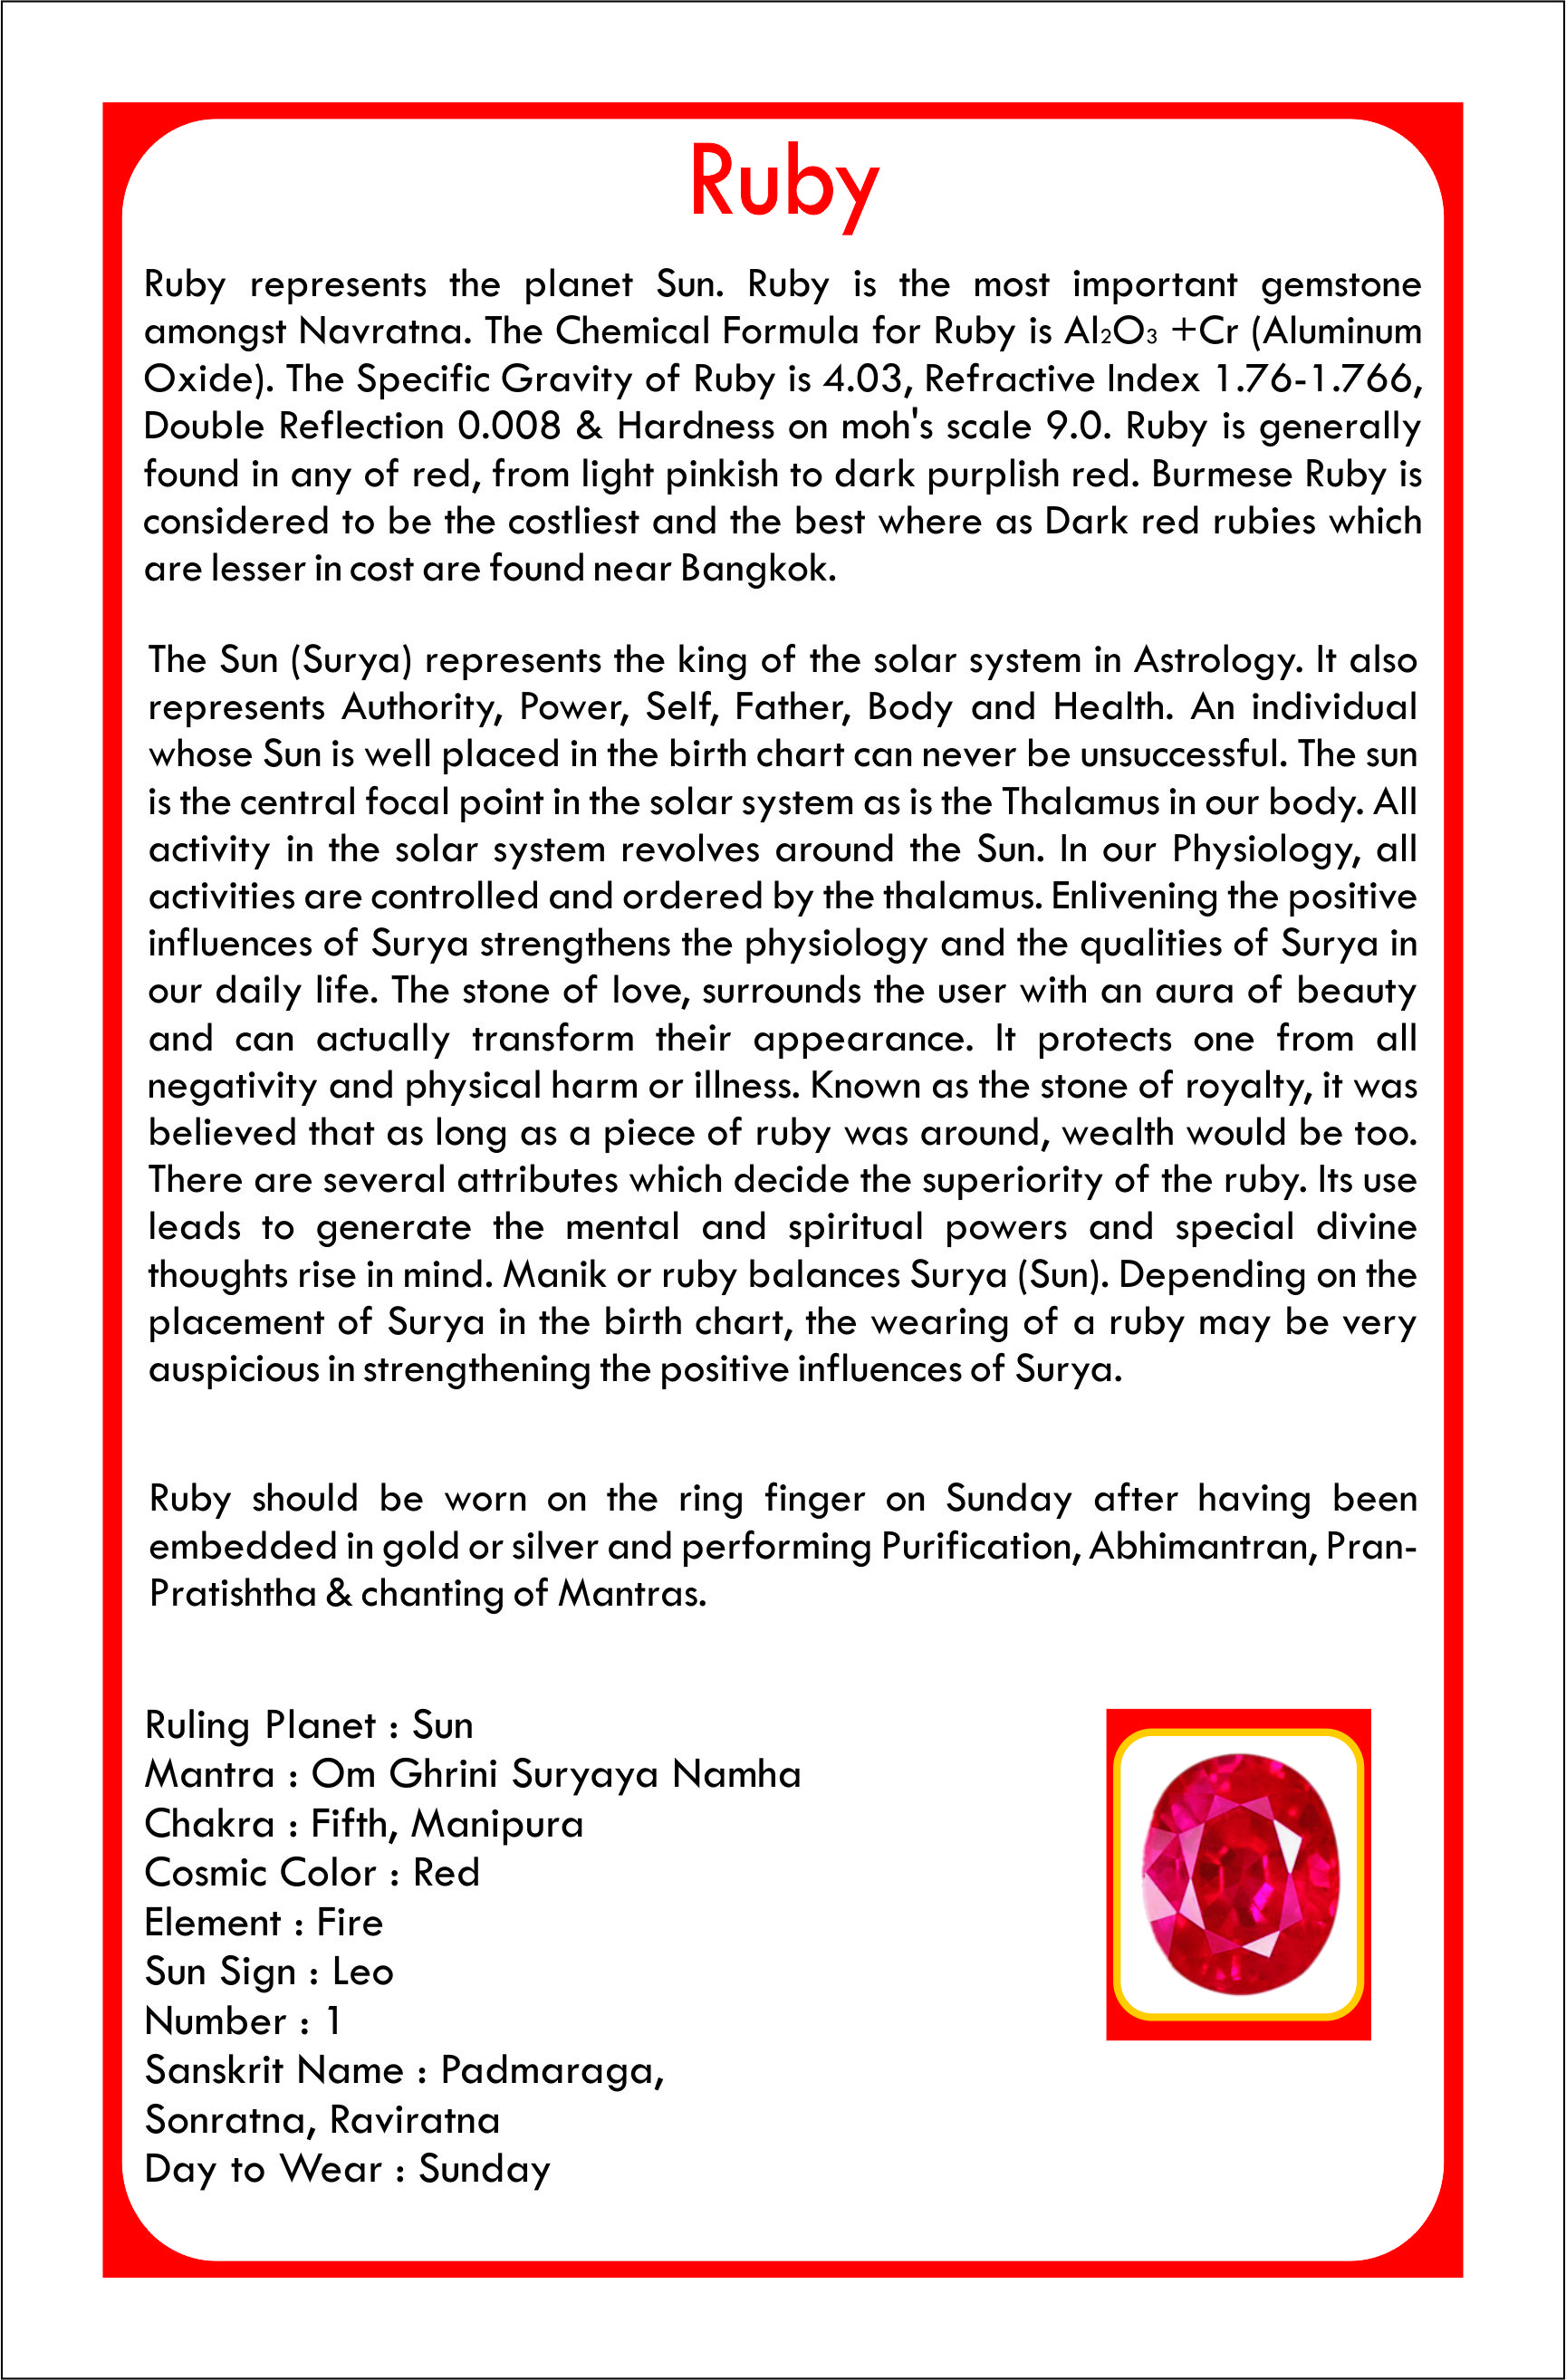 Ruby
Ruby represents the planet Sun. Ruby is the most important gemstone
amongst Navratna. The Chemical Formula for Ruby is Al₂O₃ +Cr (Aluminum
Oxide). The Specific Gravity of Ruby is 4.03, Refractive Index 1.76-1.766,
Double Reflection 0.008 & Hardness on moh's scale 9.0. Ruby is generally
found in any of red, from light pinkish to dark purplish red. Burmese Ruby is
considered to be the costliest and the best where as Dark red rubies which
are lesser in cost are found near Bangkok.
The Sun (Surya) represents the king of the solar system in Astrology. It also
represents Authority, Power, Self, Father, Body and Health. An individual
whose Sun is well placed in the birth chart can never be unsuccessful. The sun
is the central focal point in the solar system as is the Thalamus in our body. All
activity in the solar system revolves around the Sun. In our Physiology, all
activities are controlled and ordered by the thalamus. Enlivening the positive
influences of Surya strengthens the physiology and the qualities of Surya in
our daily life. The stone of love, surrounds the user with an aura of beauty
and can actually transform their appearance. It protects one from all
negativity and physical harm or illness. Known as the stone of royalty, it was
believed that as long as a piece of ruby was around, wealth would be too.
There are several attributes which decide the superiority of the ruby. Its use
leads to generate the mental and spiritual powers and special divine
thoughts rise in mind. Manik or ruby balances Surya (Sun). Depending on the
placement of Surya in the birth chart, the wearing of a ruby may be very
auspicious in strengthening the positive influences of Surya.
Ruby should be worn on the ring finger on Sunday after having been
embedded in gold or silver and performing Purification, Abhimantran, Pran-
Pratishtha & chanting of Mantras.
Ruling Planet : Sun
Mantra : Om Ghrini Suryaya Namha
Chakra : Fifth, Manipura
Cosmic Color : Red
Element : Fire
Sun Sign : Leo
Number : 1
Sanskrit Name : Padmaraga,
Sonratna, Raviratna
Day to Wear : Sunday